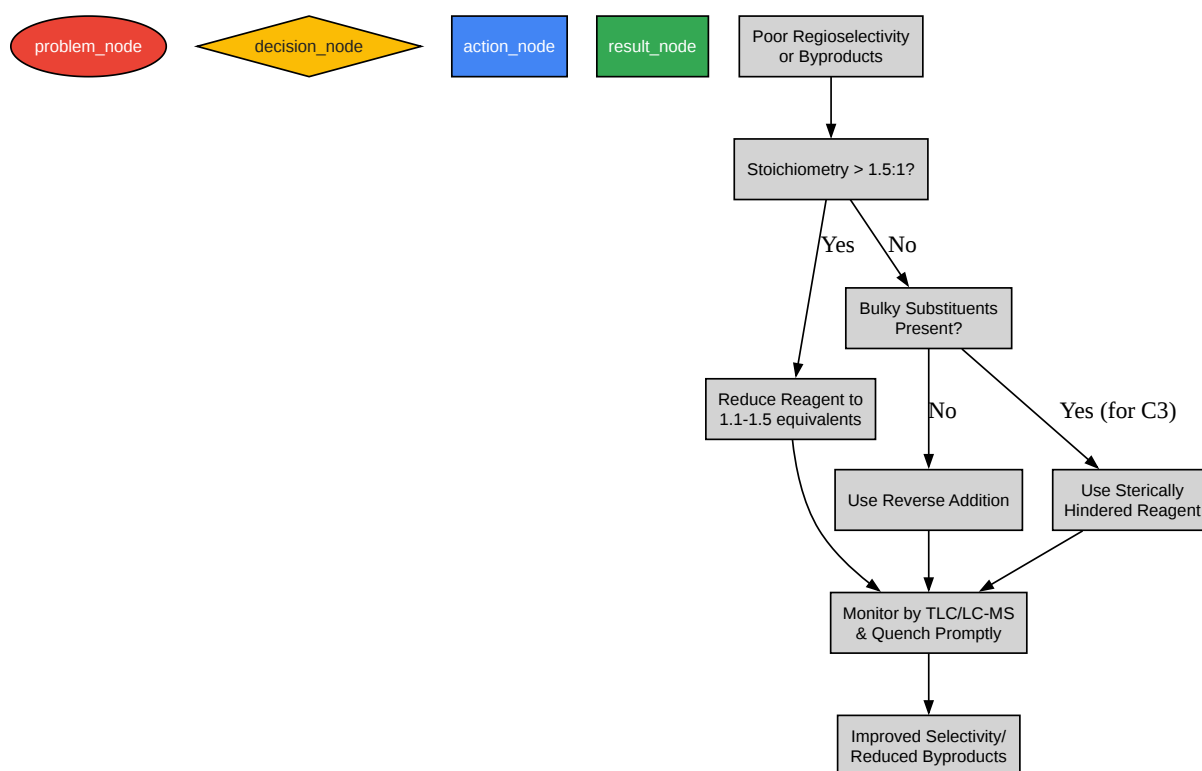 problem_node
decision_node
action_node
result_node
Poor Regioselectivity
or Byproducts
Stoichiometry > 1.5:1?
Yes
No
Bulky Substituents
Present?
Reduce Reagent to
1.1-1.5 equivalents
No
Yes (for C3)
Use Reverse Addition
Use Sterically
Hindered Reagent
Monitor by TLC/LC-MS
& Quench Promptly
Improved Selectivity/
Reduced Byproducts